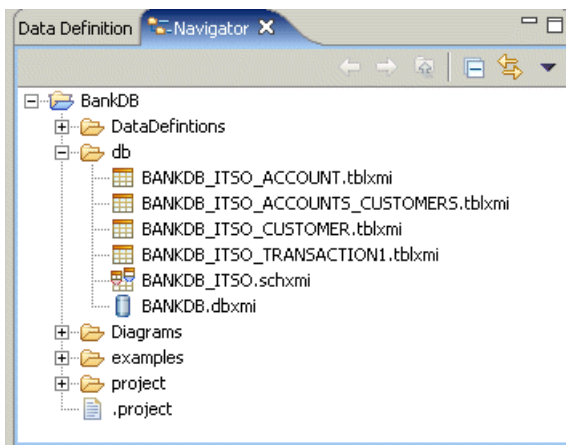 Data Definition Navigator
BankDB
DataDefintions
db
BANKDB_ITSO_ACCOUNT.tblxmi
BANKDB_ITSO_ACCOUNTS_CUSTOMERS.tblxmi
BANKDB_ITSO_CUSTOMER.tblxmi
BANKDB_ITSO_TRANSACTION1.tblxmi
BANKDB_ITSO.schxmi
BANKDB.dbxmi
Diagrams
examples
project
.project